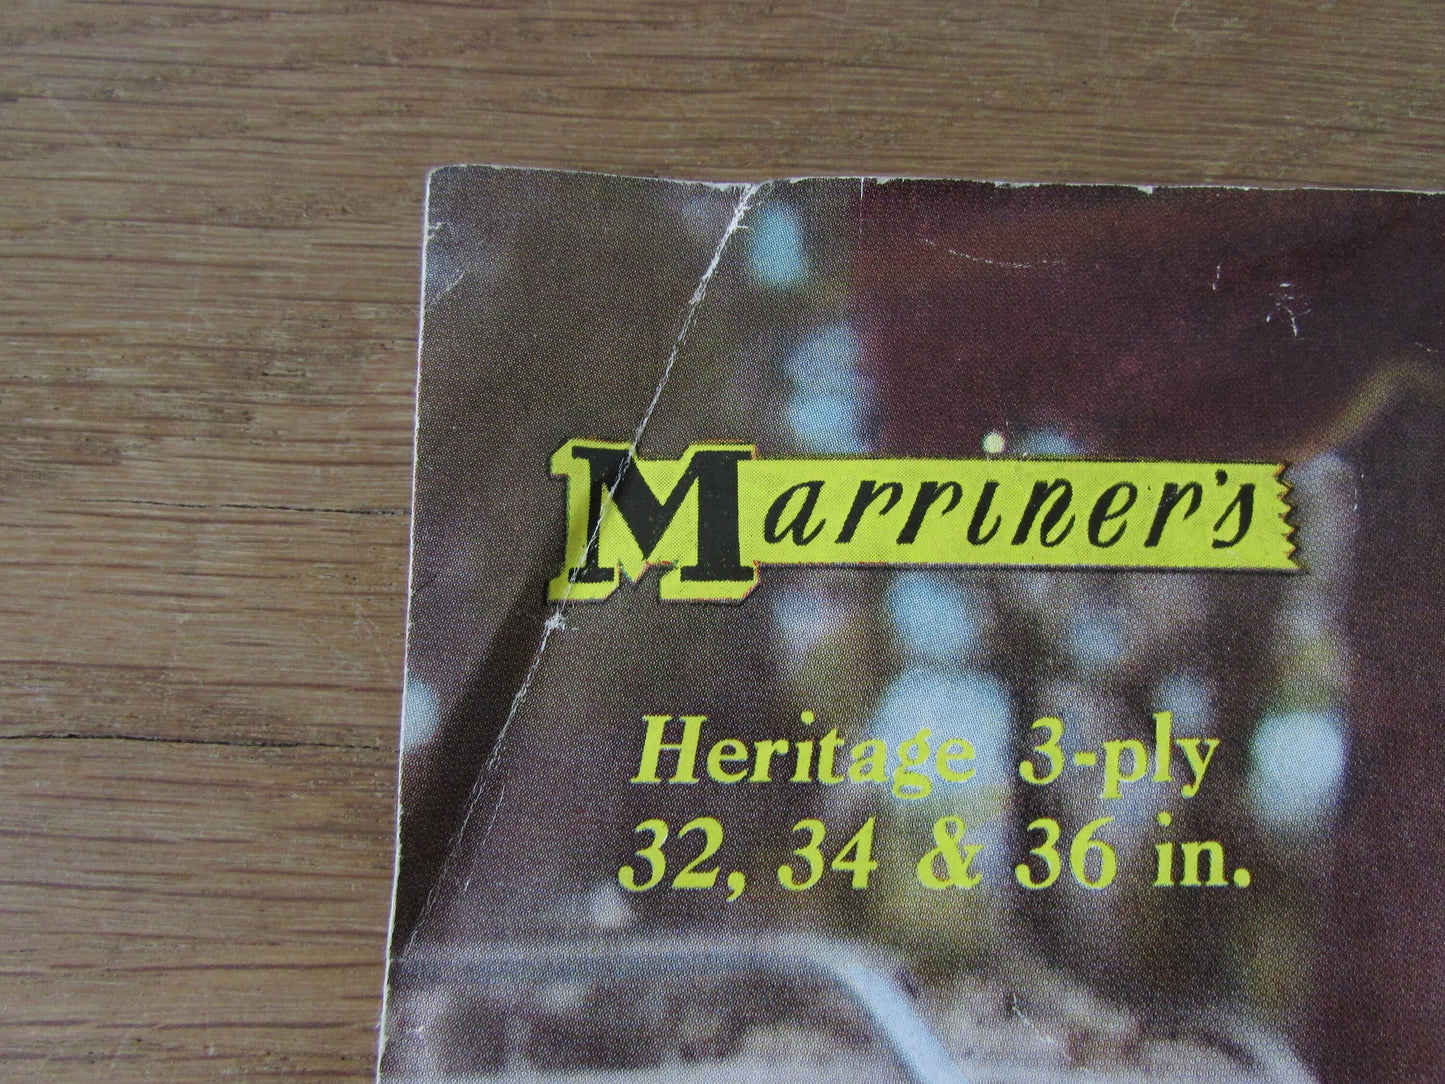 Marriner's
Heritage 3-ply
32, 34 & 36 in.